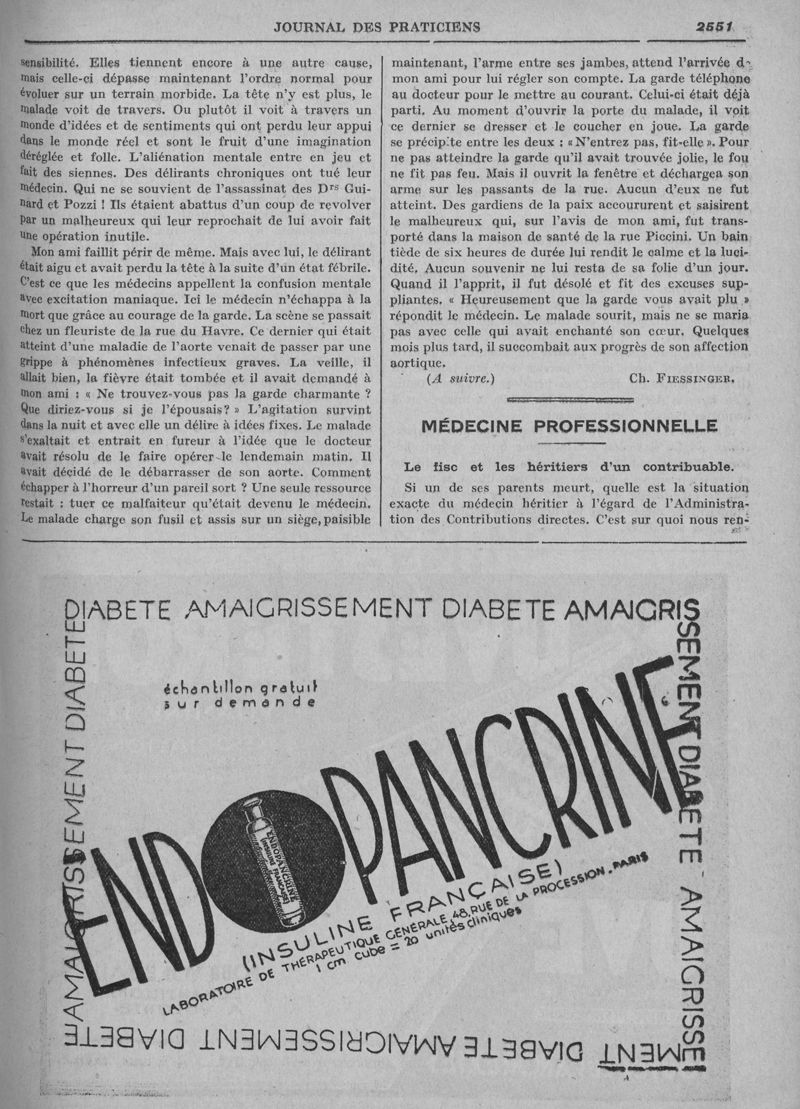 JOURNAL DES PRATICIENS 2551
sensibilité. Elles tiennent encore à une autre cause,
mais celle-ci dépasse maintenant l'ordre normal pour
évoluer sur un terrain morbide. La tête n'y est plus, le
malade voit de travers. Ou plutôt il voit à travers un
monde d'idées et de sentiments qui ont perdu leur appui
dans le monde réel et sont le fruit d'une imagination
déréglée et folle. L'aliénation mentale entre en jeu et
fait des siennes. Des délirants chroniques ont tué leur
médecin. Qui ne se souvient de l'assassinat des Drs Gui-
nard et Pozzi ! Ils étaient abattus d'un coup de revolver
par un malheureux qui leur reprochait de lui avoir fait
une opération inutile.
Mon ami faillit périr de même. Mais avec lui, le délirant
était aigu et avait perdu la tête à la suite d'un état fébrile.
C'est ce que les médecins appellent la confusion mentale
avec excitation maniaque. Ici le médecin n'échappa à la
mort que grâce au courage de la garde. La scène se passait
chez un fleuriste de la rue du Havre. Ce dernier qui était
atteint d'une maladie de l'aorte venait de passer par une
grippe à phénomènes infectieux graves. La veille, il
allait bien, la fièvre était tombée et il avait demandé à
mon ami : « Ne trouvez-vous pas la garde charmante ?
Que diriez-vous si je l'épousais? » L'agitation survint
dans la nuit et avec elle un délire à idées fixes. Le malade
s'exaltait et entrait en fureur à l'idée que le docteur
avait résolu de le faire opérer le lendemain matin. Il
avait décidé de le débarrasser de son aorte. Comment
échapper à l'horreur d'un pareil sort ? Une seule ressource
restait : tuer ce malfaiteur qu'était devenu le médecin.
Le malade charge son fusil et assis sur un siège, paisible
maintenant, l'arme entre ses jambes, attend l'arrivée d
mon ami pour lui régler son compte. La garde téléphone
au docteur pour le mettre au courant. Celui-ci était déjà
parti. Au moment d'ouvrir la porte du malade, il voit
ce dernier se dresser et le coucher en joue. La garde
se précipite entre les deux : « N'entrez pas, fit-elle ». Pour
ne pas atteindre la garde qu'il avait trouvée jolie, le fou
ne fit pas feu. Mais il ouvrit la fenêtre et déchargea son
arme sur les passants de la rue. Aucun d'eux ne fut
atteint. Des gardiens de la paix accoururent et saisirent
le malheureux qui, sur l'avis de mon ami, fut trans-
porté dans la maison de santé de la rue Piccini. Un bain
tiède de six heures de durée lui rendit le calme et la luci-
dité. Aucun souvenir ne lui resta de sa folie d'un jour.
Quand il l'apprit, il fut désolé et fit des excuses sup-
pliantes. « Heureusement que la garde vous avait plu »
répondit le médecin. Le malade sourit, mais ne se maria
pas avec celle qui avait enchanté son cœur. Quelques
mois plus tard, il succombait aux progrès de son affection
aortique.
(A suivre.) Ch. FIESSINGER.
MÉDECINE PROFESSIONNELLE
Le fisc et les héritiers d'un contribuable.
Si un de ses parents meurt, quelle est la situation
exacte du médecin héritier à l'égard de l'Administra-
tion des Contributions directes. C'est sur quoi nous ren-
DIABETE AMAIGRISSEMENT DIABETE AMAIGRIS
SEMENT DIABETE - AMAIGRISSE
MENT DIABETE AMAIGRISSEMENT DIABETE
AMAIGRISSEMENT DIABETE
échantillon gratuit
sur demande
ENDOPANCRINE
ENDOPANCRINE
(INSULINE FRANÇAISE)
(INSULINE FRANÇAISE)
LABORATOIRE DE THÉRAPEUTIQUE GÉNÉRALE 48, RUE DE LA PROCESSION - PARIS
1 cm cube = 20 unités cliniques